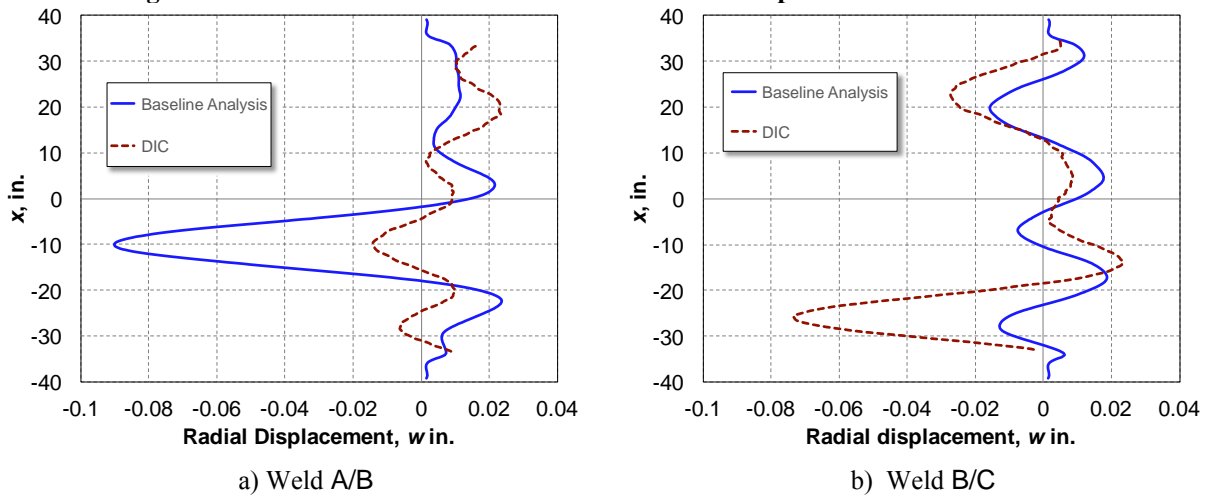 40
30
20
10
0
-10
-20
-30
-40
x, in.
Baseline Analysis
DIC
-0.1 -0.08 -0.06 -0.04 -0.02 0 0.02 0.04
Radial Displacement, w in.
a) Weld A/B
40
30
20
10
0
-10
-20
-30
-40
x, in.
Baseline Analysis
DIC
-0.1 -0.08 -0.06 -0.04 -0.02 0 0.02 0.04
Radial displacement, w in.
b) Weld B/C